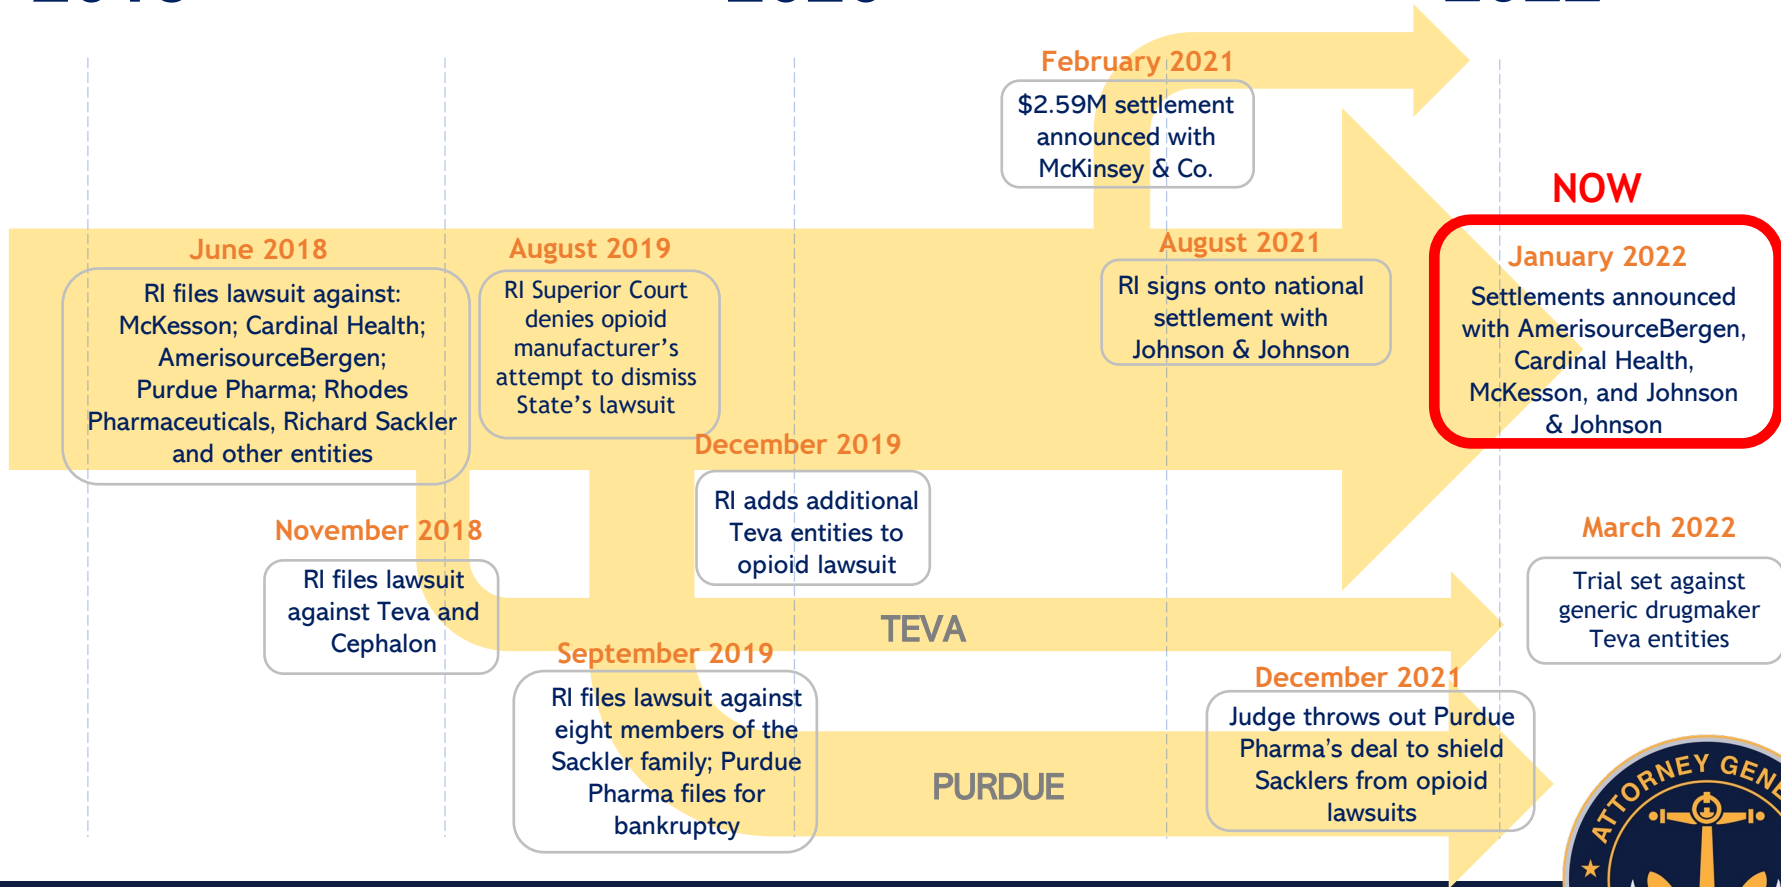 February 2021
$2.59M settlement
announced with
McKinsey & Co.
NOW
June 2018
RI files lawsuit against:
McKesson; Cardinal Health;
AmerisourceBergen;
Purdue Pharma; Rhodes
Pharmaceuticals, Richard Sackler
and other entities
August 2019
RI Superior Court
denies opioid
manufacturer’s
attempt to dismiss
State’s lawsuit
August 2021
RI signs onto national
settlement with
Johnson & Johnson
January 2022
Settlements announced
with AmerisourceBergen,
Cardinal Health,
McKesson, and Johnson
& Johnson
December 2019
RI adds additional
Teva entities to
opioid lawsuit
November 2018
RI files lawsuit
against Teva and
Cephalon
March 2022
Trial set against
generic drugmaker
Teva entities
TEVA
September 2019
RI files lawsuit against
eight members of the
Sackler family; Purdue
Pharma files for
bankruptcy
PURDUE
December 2021
Judge throws out Purdue
Pharma’s deal to shield
Sacklers from opioid
lawsuits
ATTORNEY GENE